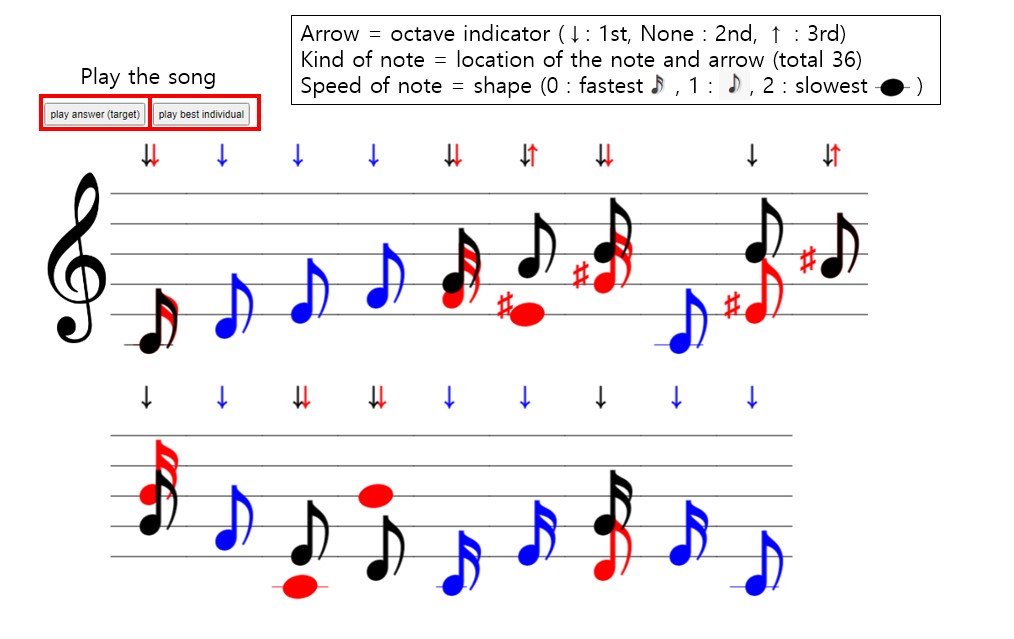 Arrow = octave indicator ( ↓ : 1st, None : 2nd, ↑ : 3rd)
Kind of note = location of the note and arrow (total 36)
Speed of note = shape (0 : fastest , 1 : , 2 : slowest )
Play the song
play answer (target) play best individual